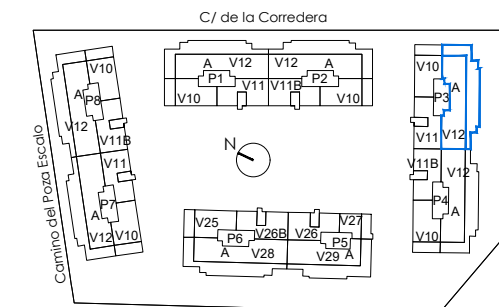 C/ de la Corredera
Camino del Poza Escalo
V10
A
P8
V12
V11B
V11
P7
A
V12
V10
A
V12
P1
V11
V10
V12
A
V11B
P2
V10
V10
A
P3
V11
V12
V11B
V12
P4
A
V10
N
V25
V26B
P6
A
V28
V26
V27
P5
V29
A